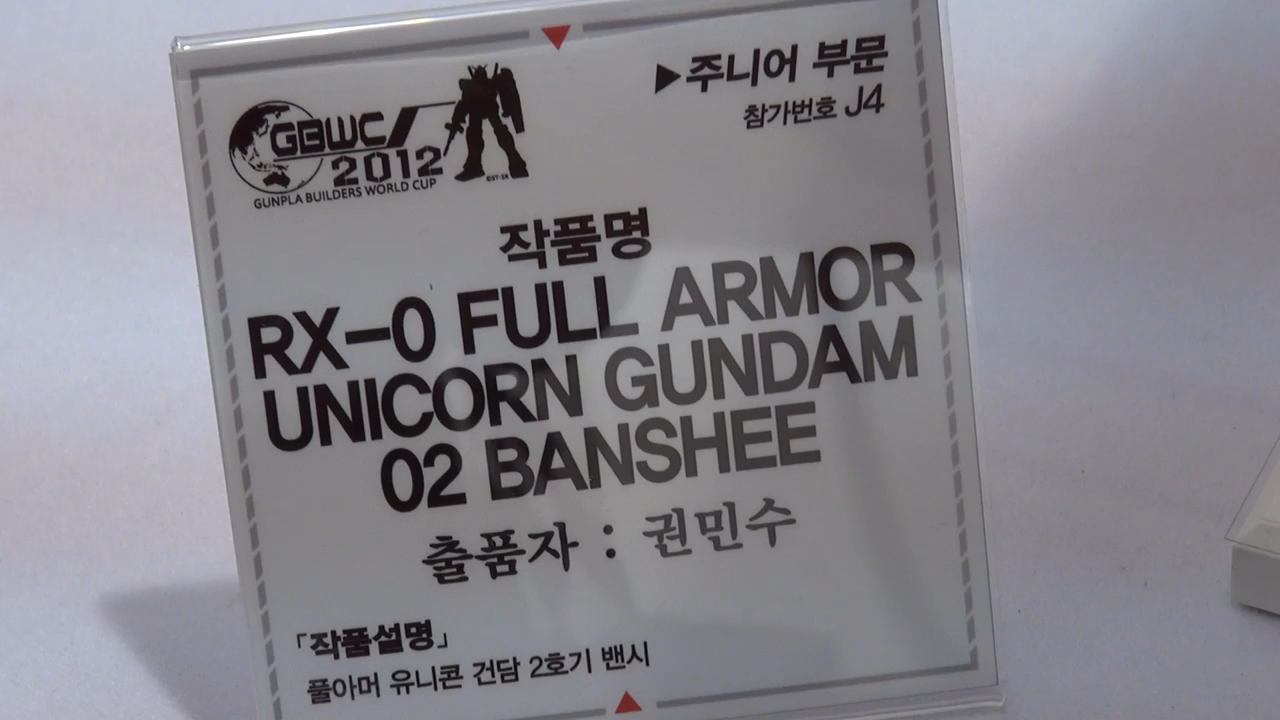 ▶주니어 부문
참가번호 J4
GBWC
2012
GUNPLA BUILDERS WORLD CUP
작품명
RX-0 FULL ARMOR
UNICORN GUNDAM
02 BANSHEE
출품자 : 권민수
「작품설명」
풀아머 유니콘 건담 2호기 밴시